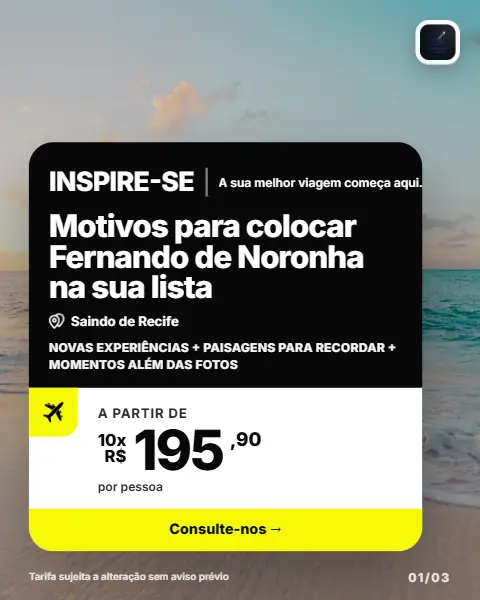 INSPIRE-SE | A sua melhor viagem começa aqui.
Motivos para colocar
Fernando de Noronha
na sua lista
Saindo de Recife
NOVAS EXPERIÊNCIAS + PAISAGENS PARA RECORDAR +
MOMENTOS ALÉM DAS FOTOS
A PARTIR DE
10x R$ 195,90
por pessoa
Consulte-nos →
Tarifa sujeita a alteração sem aviso prévio
01/03